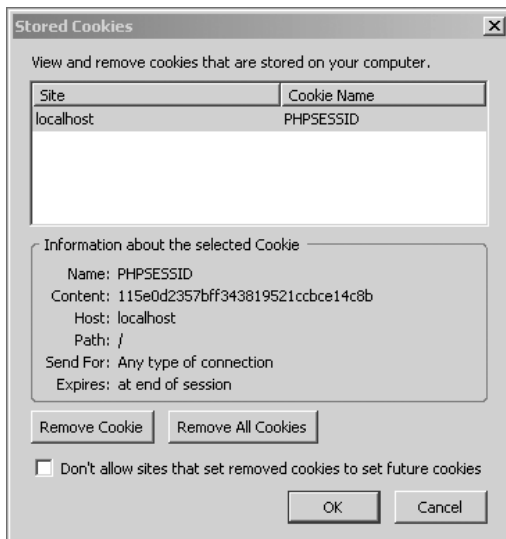 Stored Cookies
View and remove cookies that are stored on your computer.
Site Cookie Name
localhost PHPSESSID
Information about the selected Cookie
Name: PHPSESSID
Content: 115e0d2357bff343819521ccbce14c8b
Host: localhost
Path: /
Send For: Any type of connection
Expires: at end of session
Remove Cookie Remove All Cookies
Don't allow sites that set removed cookies to set future cookies
OK Cancel